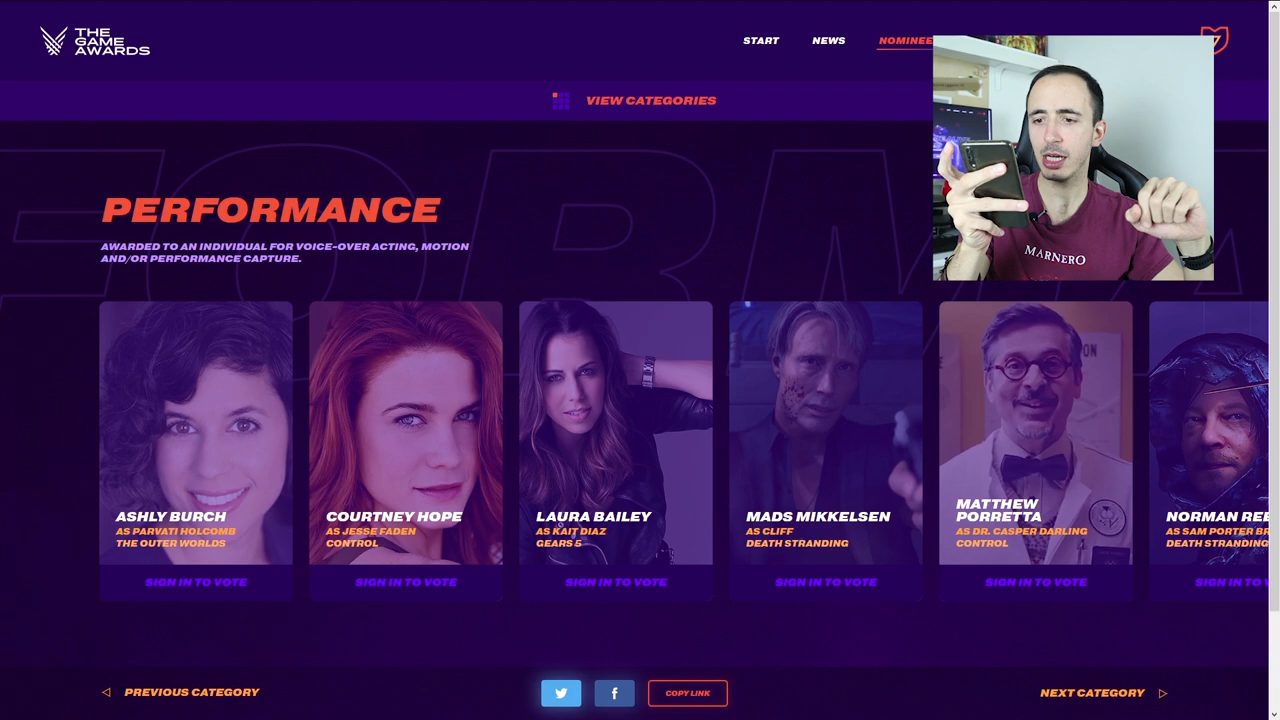 THE
GAME
AWARDS
START
NEWS
NOMINEE
VIEW CATEGORIES
PERFORMANCE
AWARDED TO AN INDIVIDUAL FOR VOICE-OVER ACTING, MOTION
AND/OR PERFORMANCE CAPTURE.
MARNERO
ASHLY BURCH
AS PARVATI HOLCOMB
THE OUTER WORLDS
SIGN IN TO VOTE
COURTNEY HOPE
AS JESSE FADEN
CONTROL
SIGN IN TO VOTE
LAURA BAILEY
AS KAIT DIAZ
GEARS 5
SIGN IN TO VOTE
MADS MIKKELSEN
AS CLIFF
DEATH STRANDING
SIGN IN TO VOTE
MATTHEW
PORRETTA
AS DR. CASPER DARLING
CONTROL
SIGN IN TO VOTE
NORMAN REE
AS SAM PORTER BR
DEATH STRANDING
SIGN IN TO V
PREVIOUS CATEGORY
COPY LINK
NEXT CATEGORY